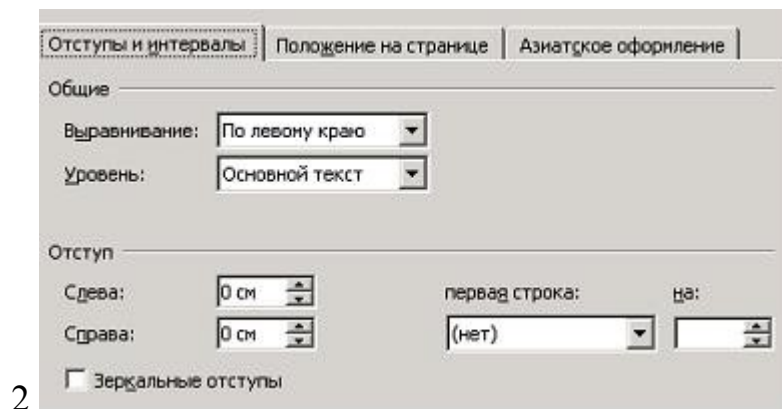 Отступы и интервалы Положение на странице Азиатское оформление
Общие
Выравнивание: По левому краю
Уровень: Основной текст
Отступ
Слева: 0 см первая строка: на:
Справа: 0 см (нет)
Зеркальные отступы
2